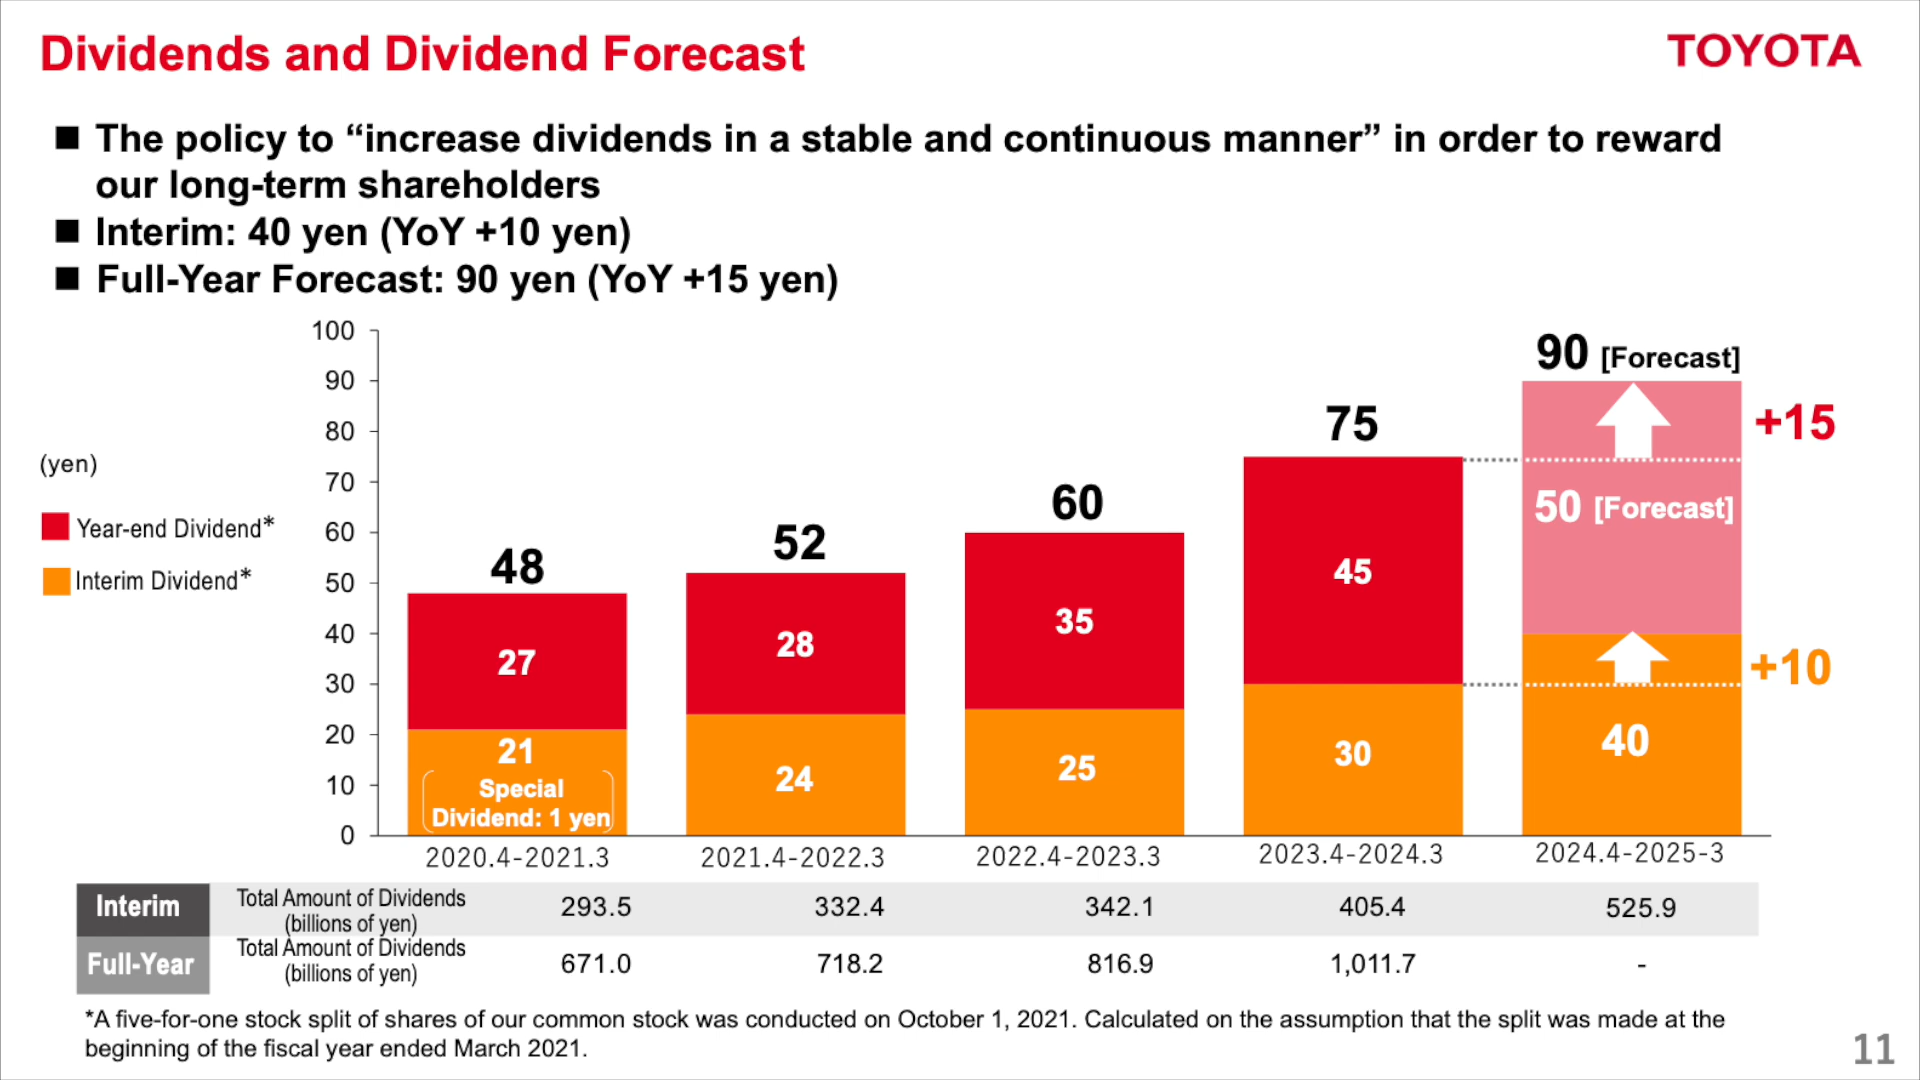 Dividends and Dividend Forecast
TOYOTA
■ The policy to “increase dividends in a stable and continuous manner” in order to reward
our long-term shareholders
■ Interim: 40 yen (YoY +10 yen)
■ Full-Year Forecast: 90 yen (YoY +15 yen)
(yen)
Year-end Dividend*
Interim Dividend*
100
90
80
70
60
50
40
30
20
10
0
48
27
21
Special
Dividend: 1 yen
52
28
24
60
35
25
75
45
30
90 [Forecast]
+15
50 [Forecast]
+10
40
2020.4-2021.3 2021.4-2022.3 2022.4-2023.3 2023.4-2024.3 2024.4-2025-3
Interim
Total Amount of Dividends
(billions of yen)
293.5 332.4 342.1 405.4 525.9
Full-Year
Total Amount of Dividends
(billions of yen)
671.0 718.2 816.9 1,011.7 -
*A five-for-one stock split of shares of our common stock was conducted on October 1, 2021. Calculated on the assumption that the split was made at the
beginning of the fiscal year ended March 2021.
11